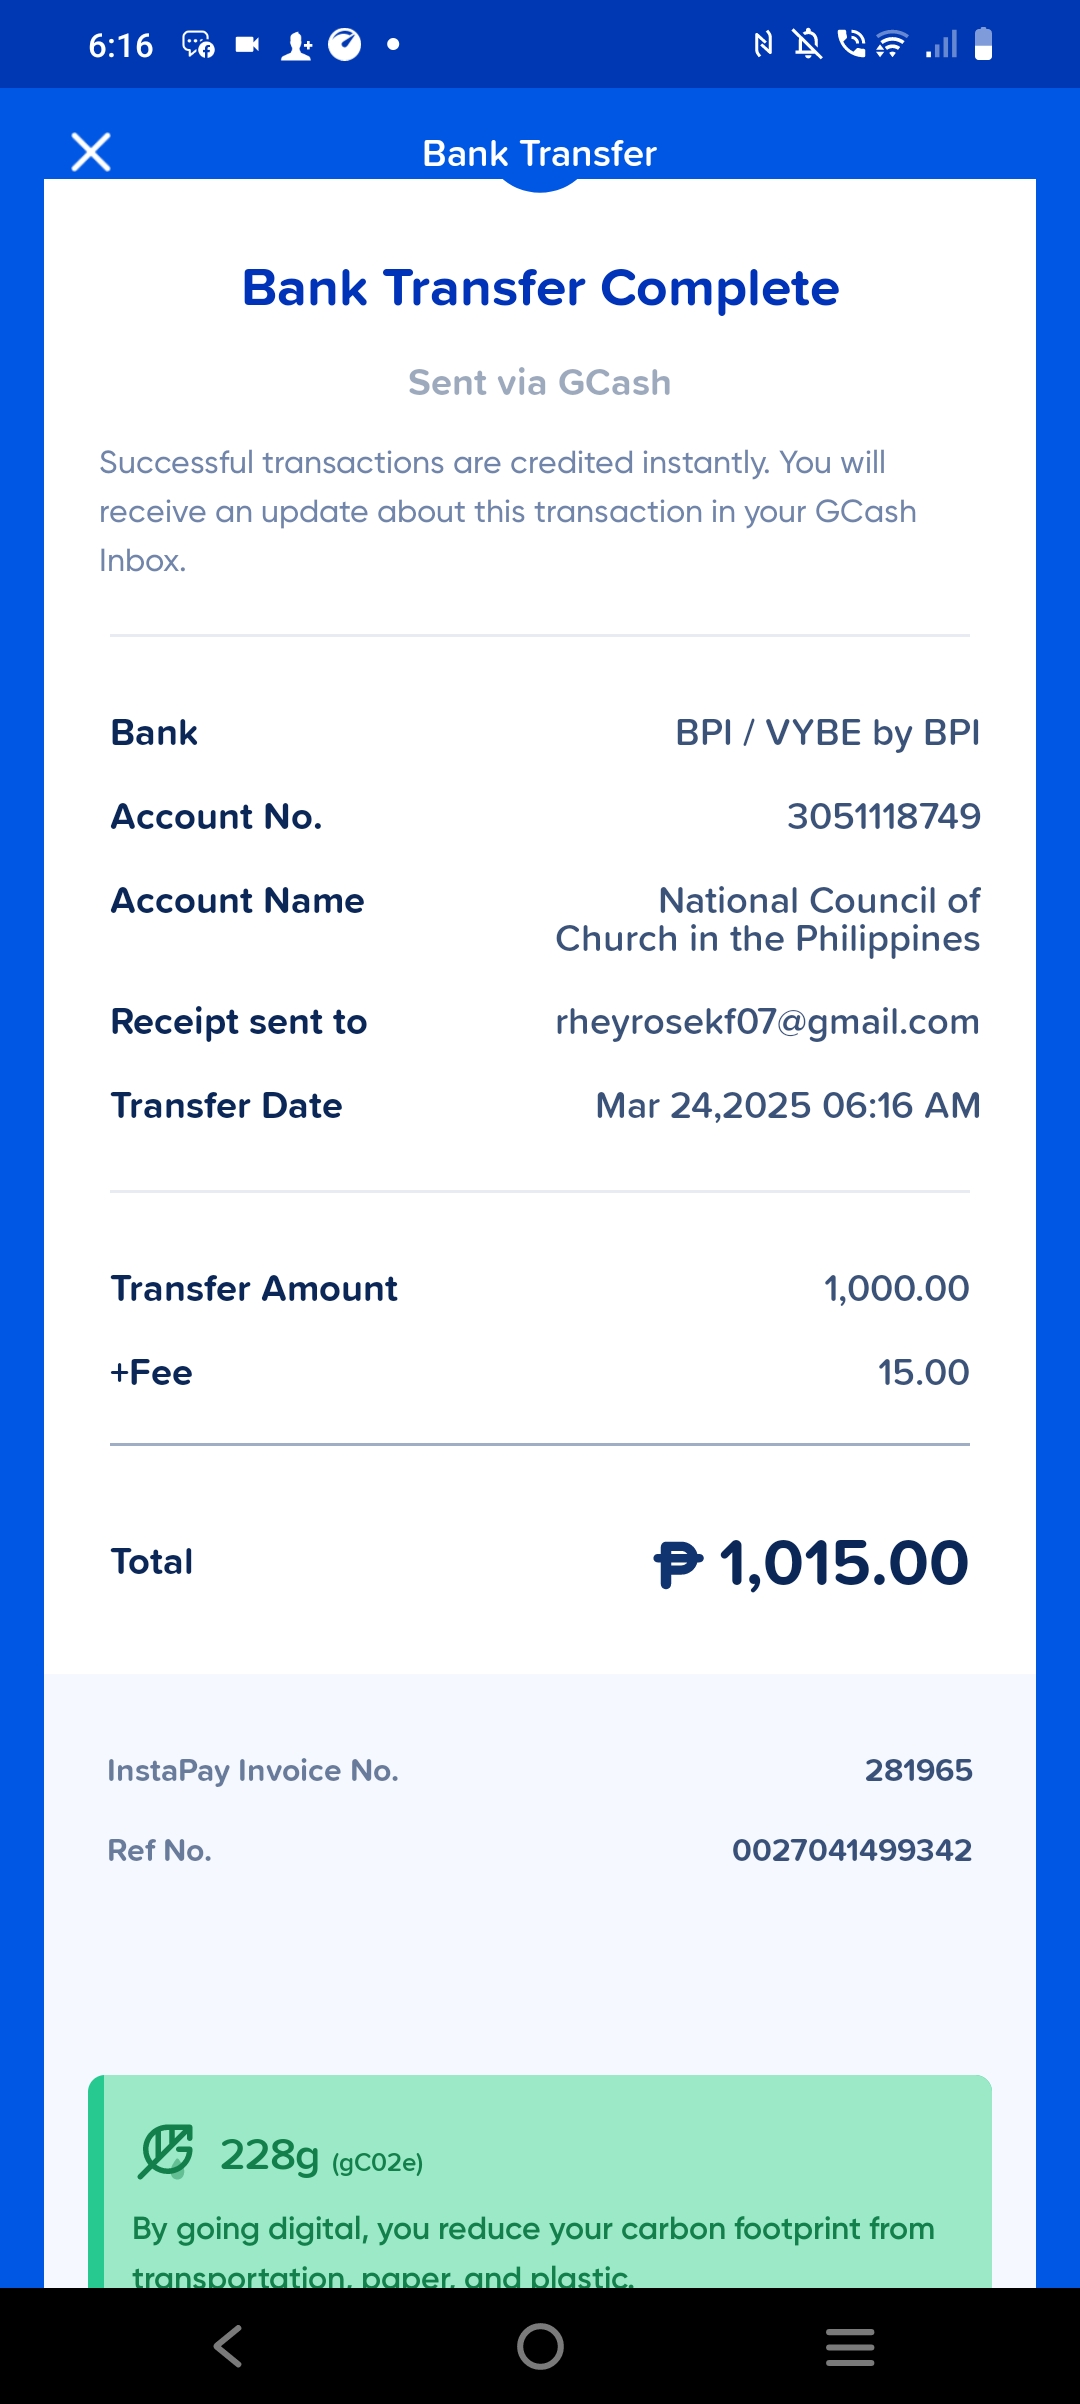 6:16
Bank Transfer
Bank Transfer Complete
Sent via GCash
Successful transactions are credited instantly. You will
receive an update about this transaction in your GCash
Inbox.
Bank BPI / VYBE by BPI
Account No. 3051118749
Account Name National Council of
Church in the Philippines
Receipt sent to rheyrosekf07@gmail.com
Transfer Date Mar 24,2025 06:16 AM
Transfer Amount 1,000.00
+Fee 15.00
Total ₱ 1,015.00
InstaPay Invoice No. 281965
Ref No. 0027041499342
228g (gC02e)
By going digital, you reduce your carbon footprint from
transportation, paper, and plastic.